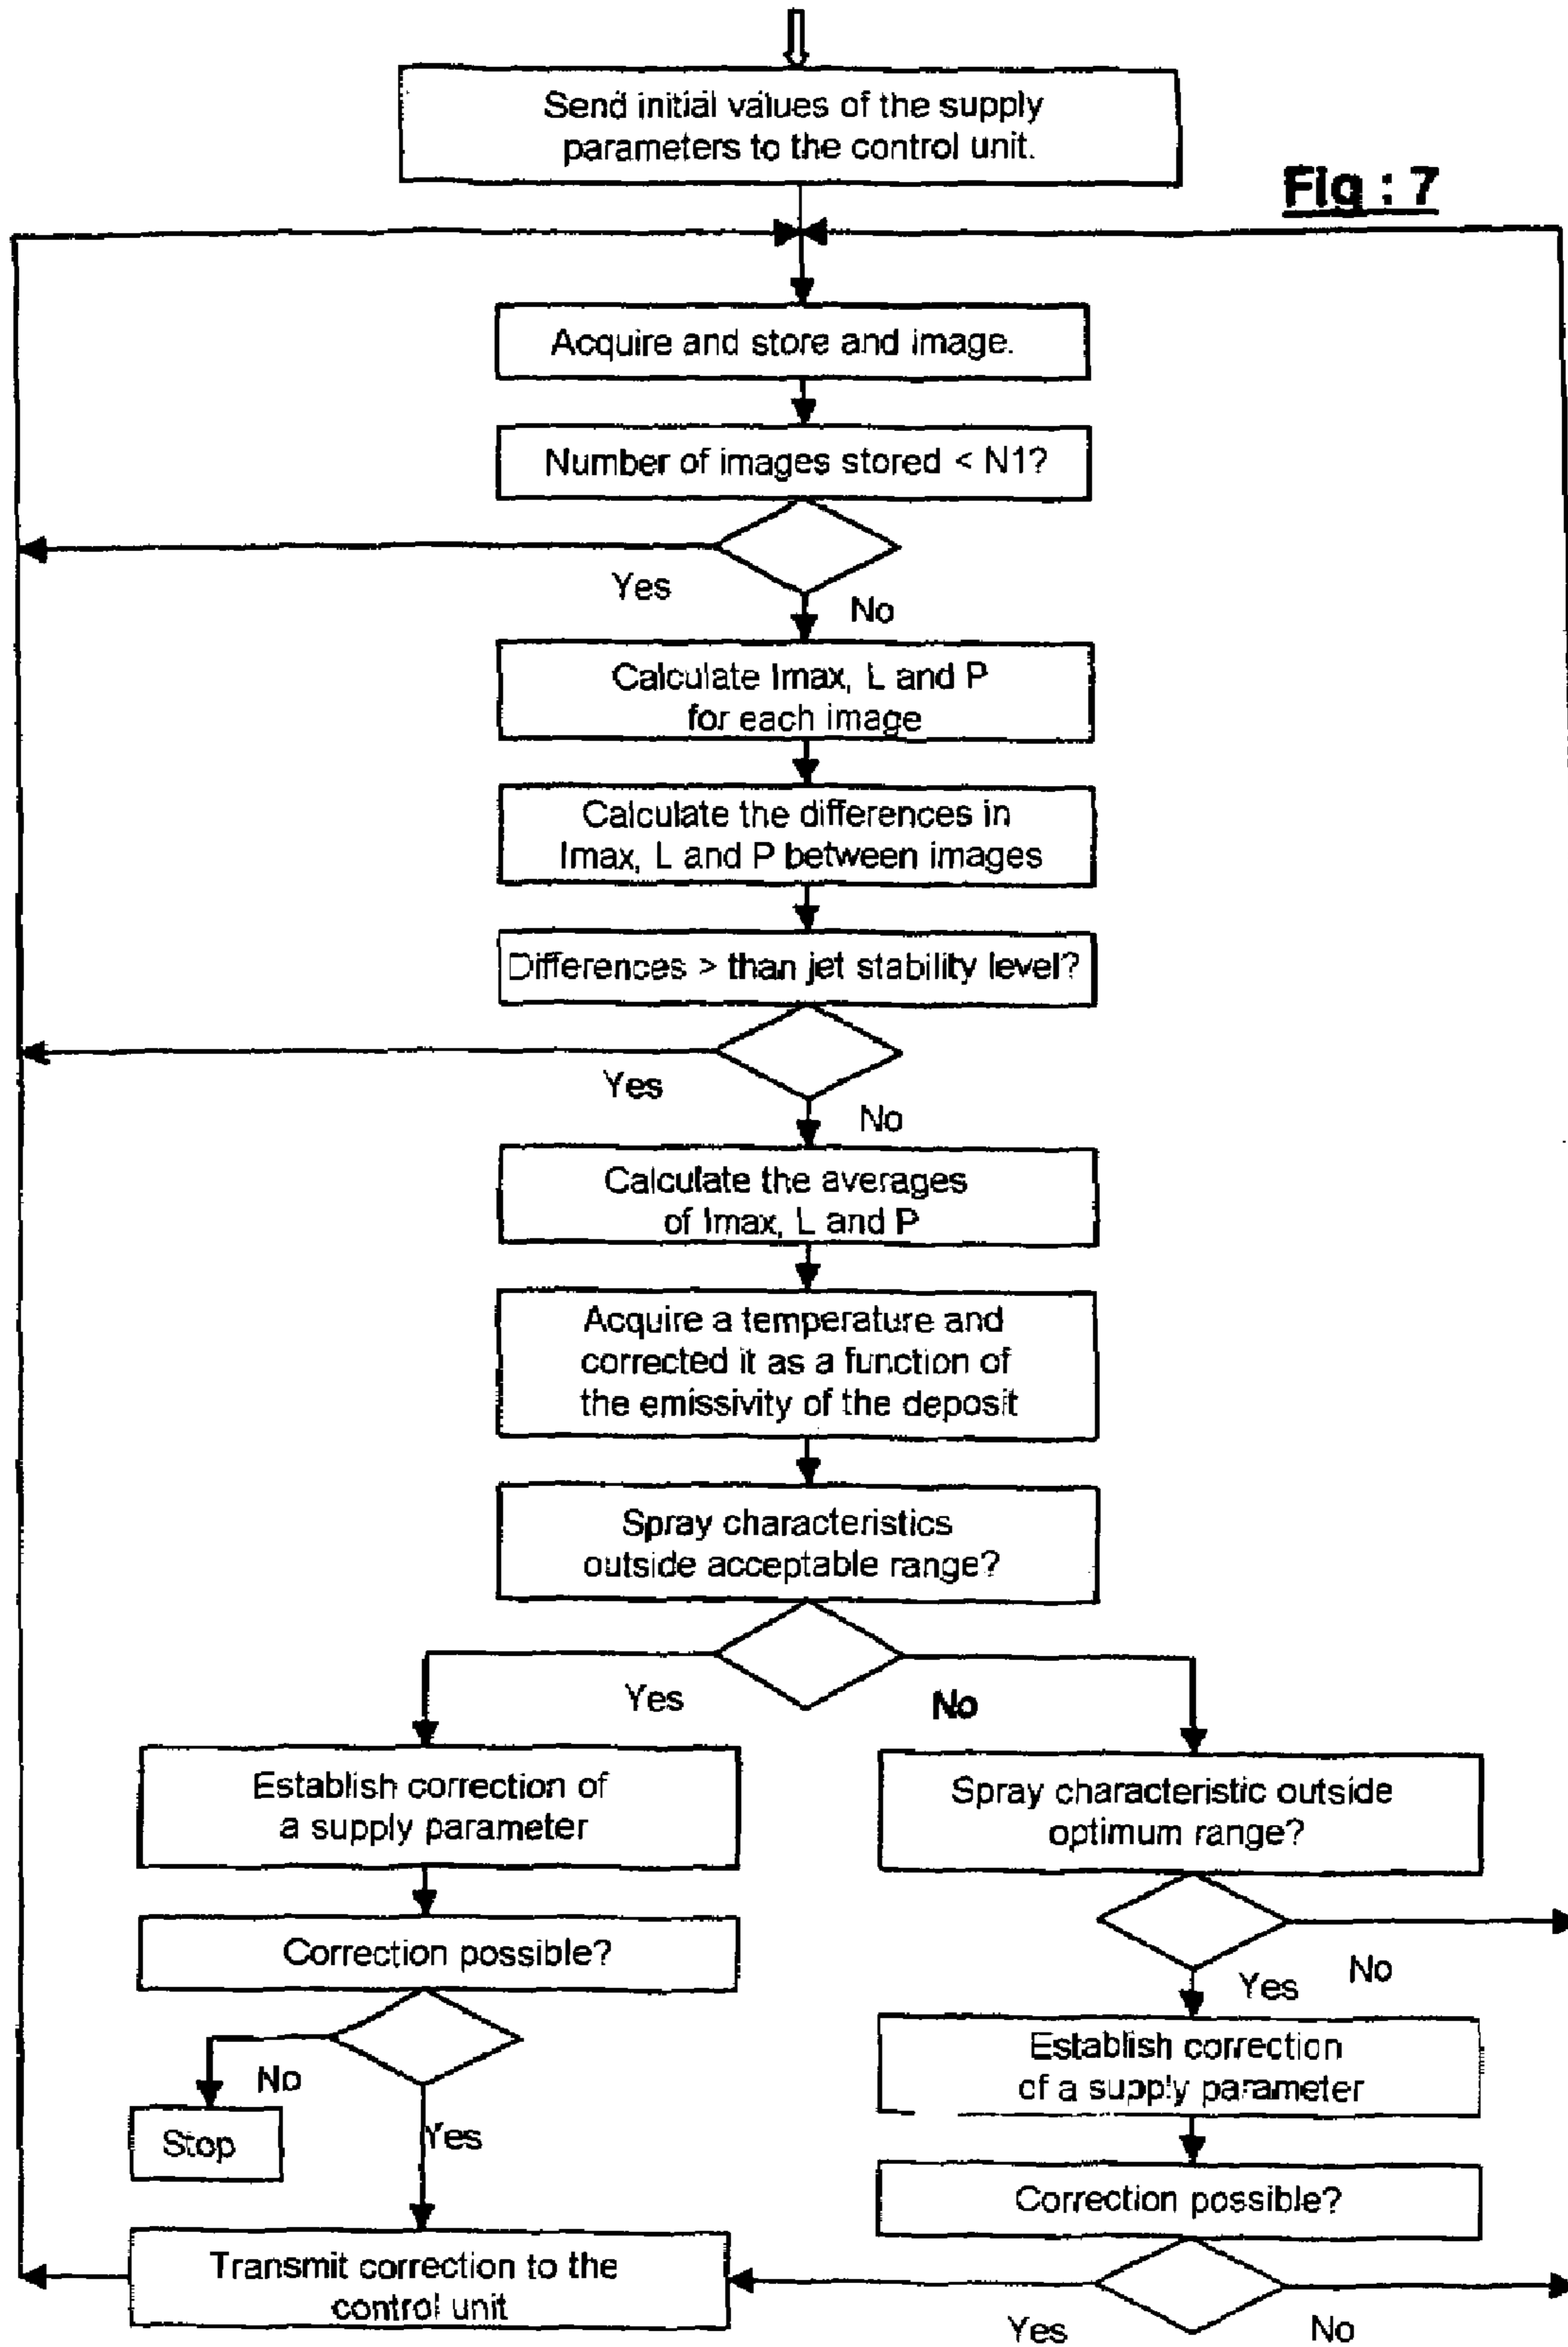 Send initial values of the supply
parameters to the control unit.
Fig : 7
Acquire and store and image.
Number of images stored < N1?
Yes
No
Calculate Imax, L and P
for each image
Calculate the differences in
Imax, L and P between images
Differences > than jet stability level?
Yes
No
Calculate the averages
of Imax, L and P
Acquire a temperature and
corrected it as a function of
the emissivity of the deposit
Spray characteristics
outside acceptable range?
Yes
No
Establish correction of
a supply parameter
Spray characteristic outside
optimum range?
Correction possible?
No
Yes
No
Yes
Establish correction
of a supply parameter
Stop
Correction possible?
Transmit correction to the
control unit
Yes
No